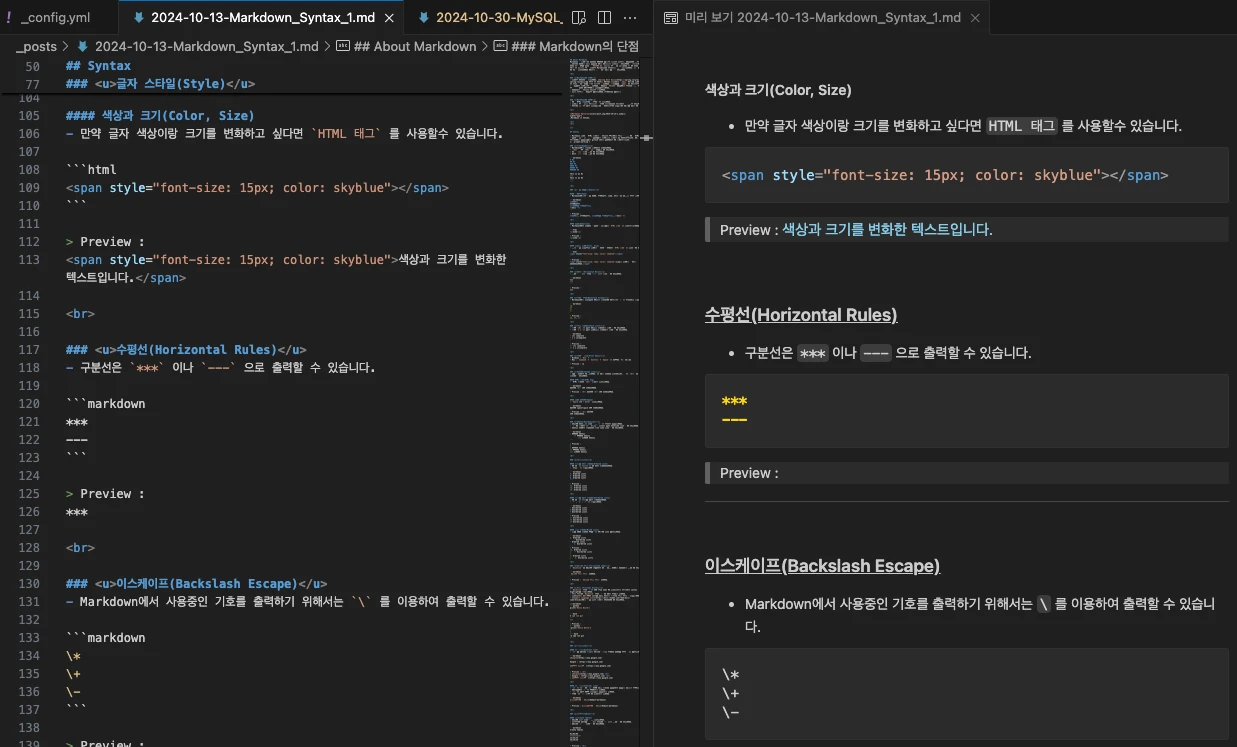 ! _config.yml
2024-10-13-Markdown_Syntax_1.md ×
2024-10-30-MySQL_
_posts > 2024-10-13-Markdown_Syntax_1.md > ## About Markdown > ### Markdown의 단점
50 ## Syntax
77 ### <u>글자 스타일(Style)</u>
104
105 #### 색상과 크기(Color, Size)
106 - 만약 글자 색상이랑 크기를 변화하고 싶다면 `HTML 태그` 를 사용할수 있습니다.
107
108 ```html
109 <span style="font-size: 15px; color: skyblue"></span>
110 ```
111
112 > Preview :
113 <span style="font-size: 15px; color: skyblue">색상과 크기를 변화한
텍스트입니다.</span>
114
115 <br>
116
117 ### <u>수평선(Horizontal Rules)</u>
118 - 구분선은 `***` 이나 `---` 으로 출력할 수 있습니다.
119
120 ```markdown
121 ***
122 ---
123 ```
124
125 > Preview :
126 ***
127
128 <br>
129
130 ### <u>이스케이프(Backslash Escape)</u>
131 - Markdown에서 사용중인 기호를 출력하기 위해서는 `\` 를 이용하여 출력할 수 있습니다.
132
133 ```markdown
134 \*
135 \+
136 \-
137 ```
138
139 > Preview :
미리 보기 2024-10-13-Markdown_Syntax_1.md ×
색상과 크기(Color, Size)
• 만약 글자 색상이랑 크기를 변화하고 싶다면 HTML 태그 를 사용할수 있습니다.
<span style="font-size: 15px; color: skyblue"></span>
Preview : 색상과 크기를 변화한 텍스트입니다.
수평선(Horizontal Rules)
• 구분선은 *** 이나 --- 으로 출력할 수 있습니다.
***
---
Preview :
이스케이프(Backslash Escape)
• Markdown에서 사용중인 기호를 출력하기 위해서는 \ 를 이용하여 출력할 수 있습니
다.
\*
\+
\-